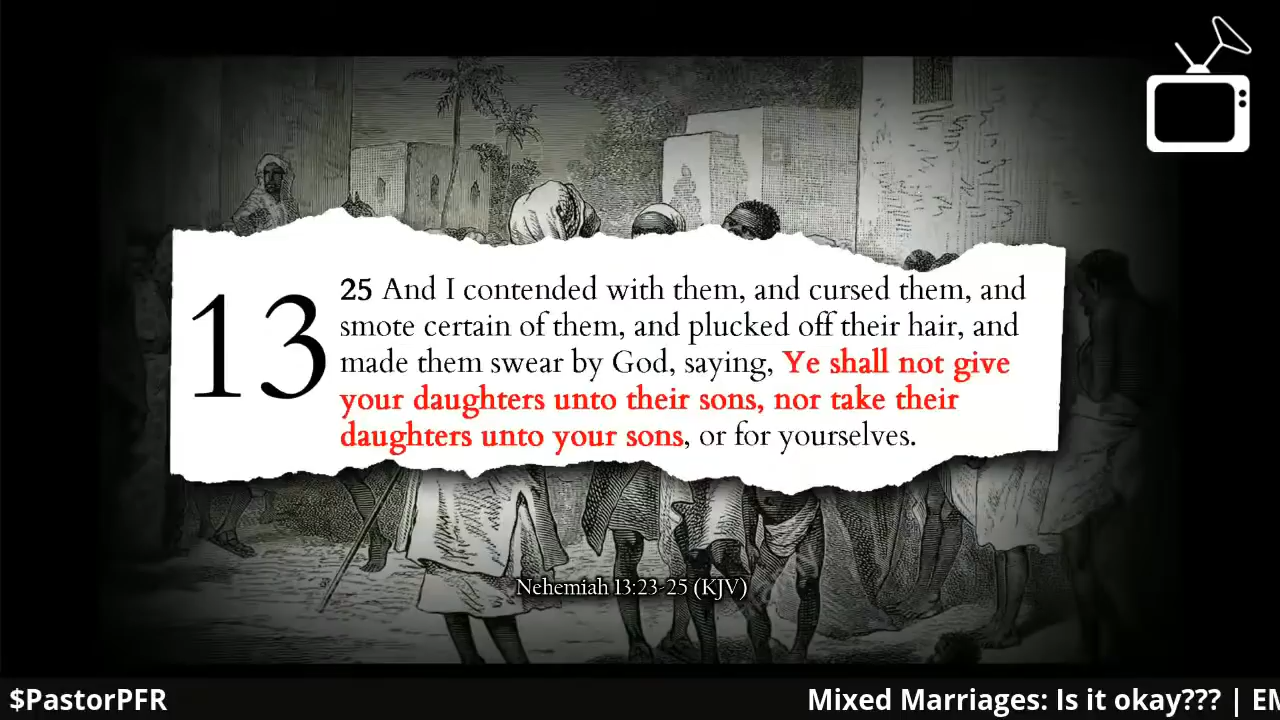 13
25 And I contended with them, and cursed them, and
smote certain of them, and plucked off their hair, and
made them swear by God, saying, Ye shall not give
your daughters unto their sons, nor take their
daughters unto your sons, or for yourselves.
Nehemiah 13:23-25 (KJV)
$PastorPFR
Mixed Marriages: Is it okay??? |